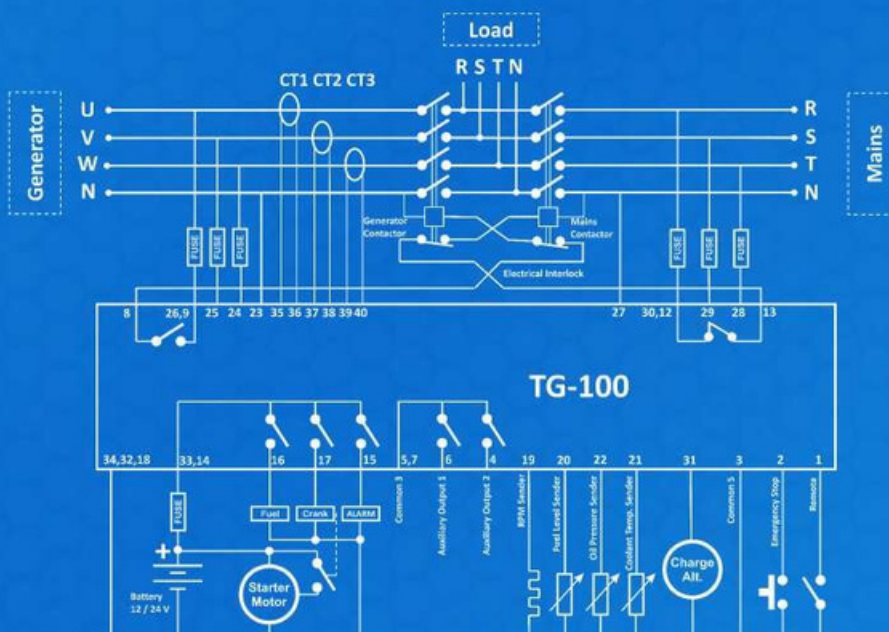 Load
R S T N
CT1 CT2 CT3
Generator
U
V
W
N
R
S
T
N
Mains
Generator
Contactor
Mains
Contactor
FUSE
FUSE
FUSE
FUSE
FUSE
FUSE
Electrical Interlock
8 26,9 25 24 23 35 36 37 38 39 40 27 30,12 29 28 13
TG-100
34,32,18 33,14 16 17 15 5,7 6 4 19 20 22 21 31 3 2 1
FUSE
Fuel
Crank
ALARM
Common 3
Auxiliary Output 1
Auxiliary Output 2
RPM Sender
Fuel Level Sender
Oil Pressure Sender
Coolant Temp. Sender
Common 5
Emergency Stop
Remote
+
Battery
12 / 24 V
Starter
Motor
Charge
Alt.